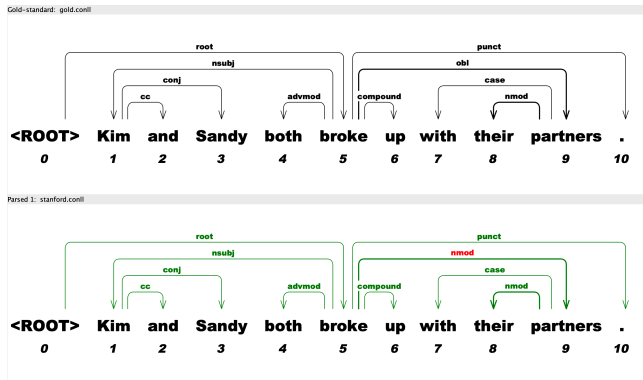 Gold-standard: gold.conll
root punct
nsubj obl
conj case
cc advmod compound nmod
<ROOT> Kim and Sandy both broke up with their partners .
0 1 2 3 4 5 6 7 8 9 10
Parsed 1: stanford.conll
root punct
nsubj nmod
conj case
cc advmod compound nmod
<ROOT> Kim and Sandy both broke up with their partners .
0 1 2 3 4 5 6 7 8 9 10